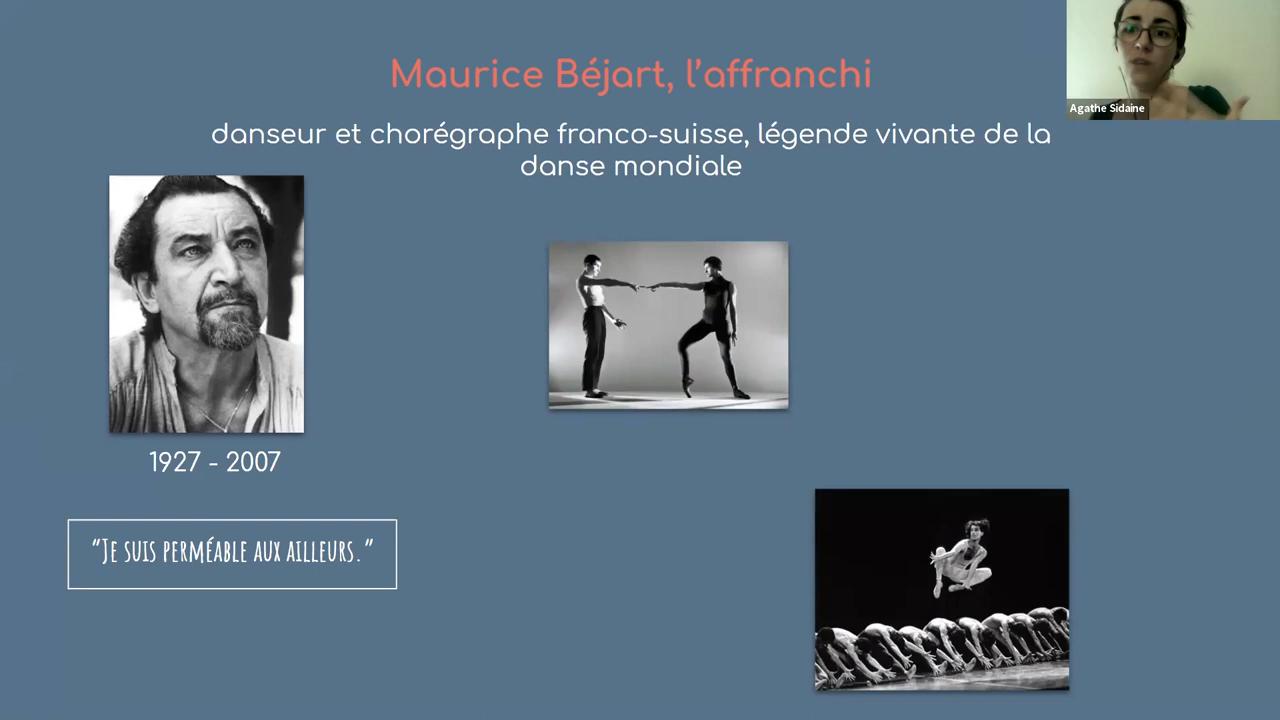 Maurice Béjart, l’affranchi
Agathe Sidaine
danseur et chorégraphe franco-suisse, légende vivante de la
danse mondiale
1927 - 2007
“Je suis perméable aux ailleurs.”